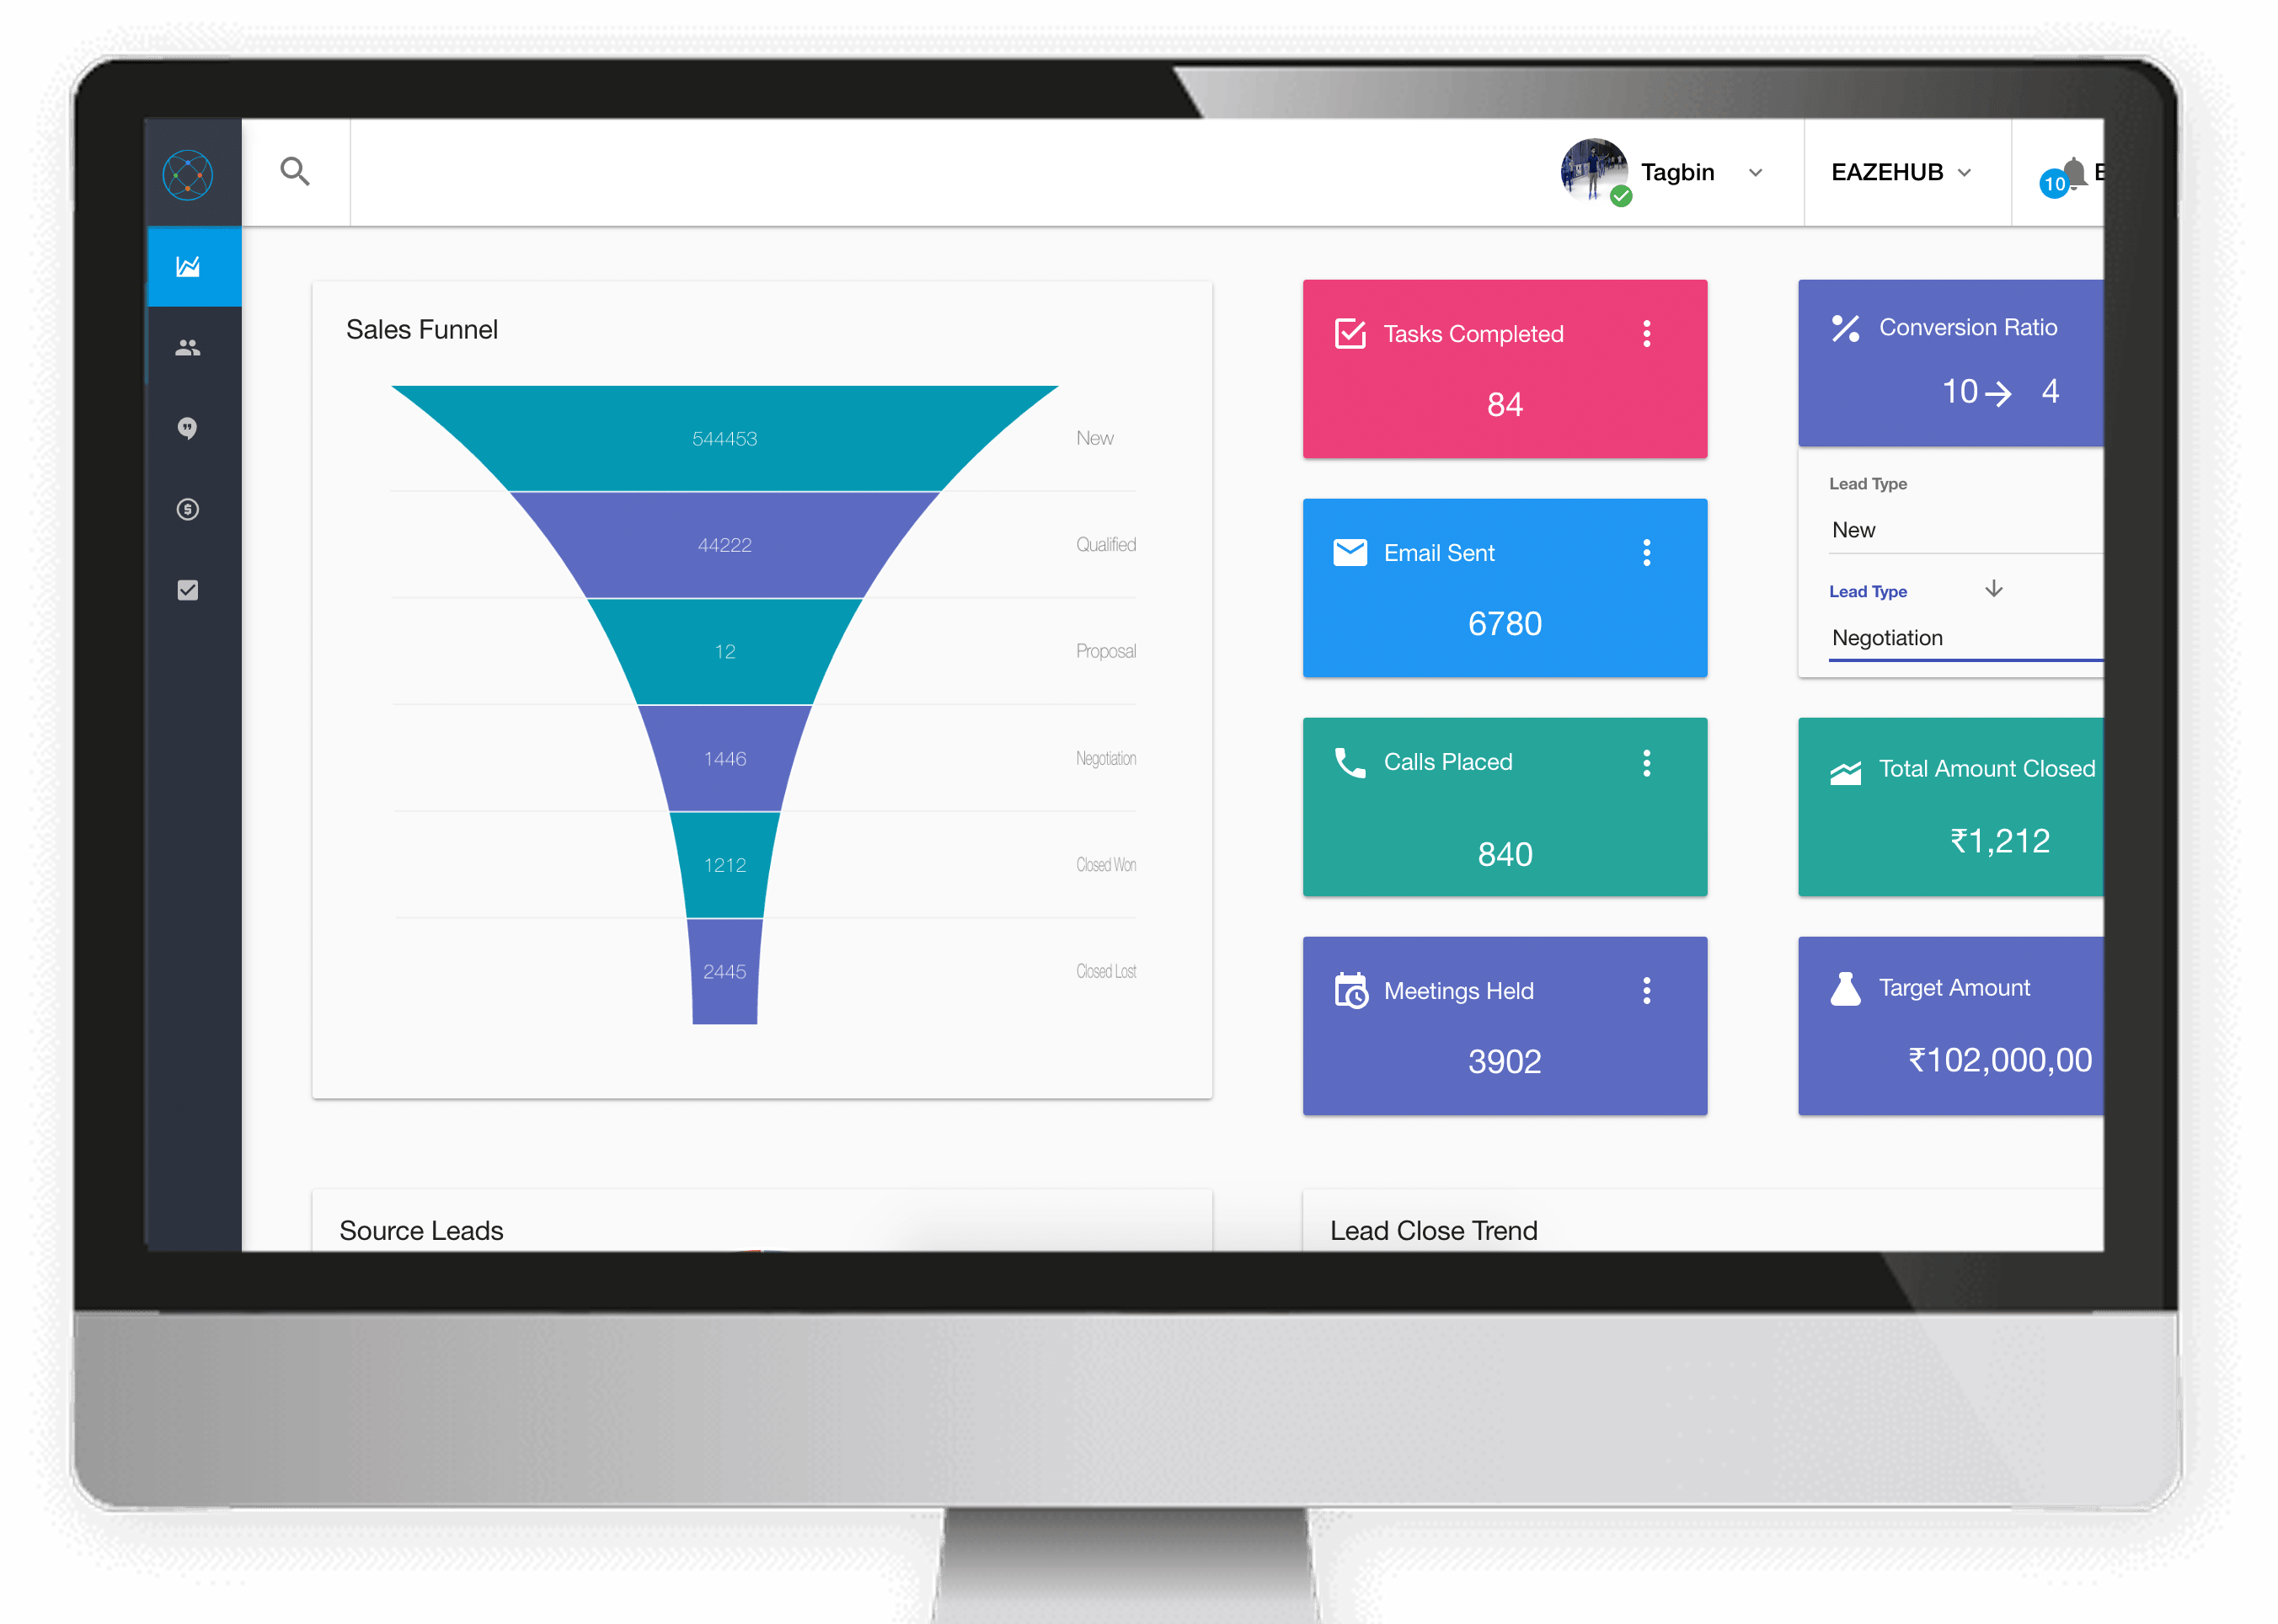 Tagbin
EAZEHUB
10
Sales Funnel
544453 New
44222 Qualified
12 Proposal
1446 Negotiation
1212 Closed Won
2445 Closed Lost
Tasks Completed
84
Email Sent
6780
Calls Placed
840
Meetings Held
3902
Conversion Ratio
10→ 4
Lead Type
New
Lead Type
Negotiation
Total Amount Closed
₹1,212
Target Amount
₹102,000,00
Source Leads
Lead Close Trend